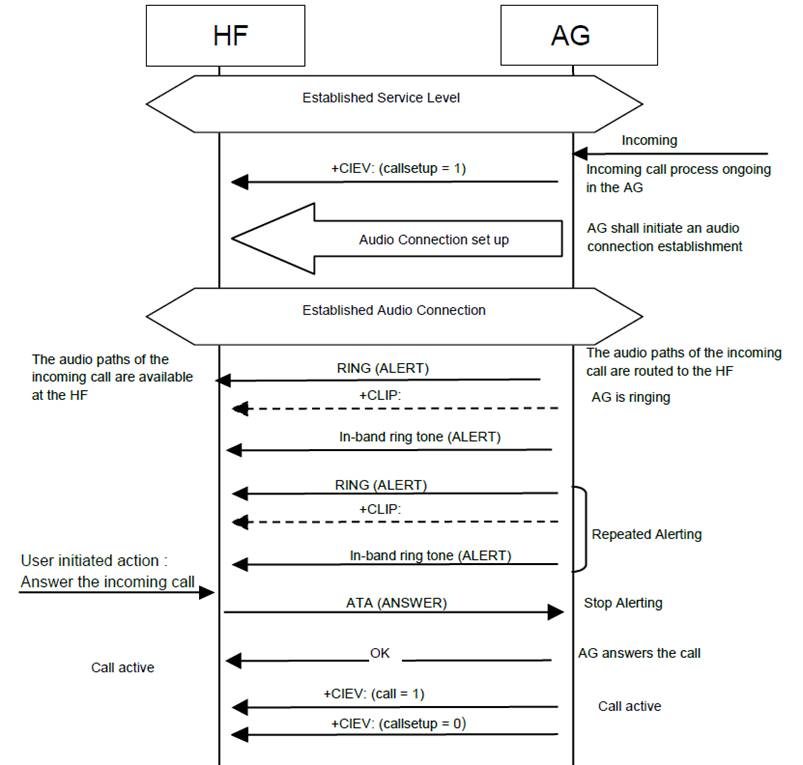 HF
AG
Established Service Level
Incoming
+CIEV: (callsetup = 1)
Incoming call process ongoing
in the AG
Audio Connection set up
AG shall initiate an audio
connection establishment
Established Audio Connection
The audio paths of the
incoming call are available
at the HF
RING (ALERT)
The audio paths of the incoming
call are routed to the HF
+CLIP:
AG is ringing
In-band ring tone (ALERT)
RING (ALERT)
+CLIP:
Repeated Alerting
In-band ring tone (ALERT)
User initiated action :
Answer the incoming call
ATA (ANSWER)
Stop Alerting
OK
AG answers the call
Call active
+CIEV: (call = 1)
Call active
+CIEV: (callsetup = 0)